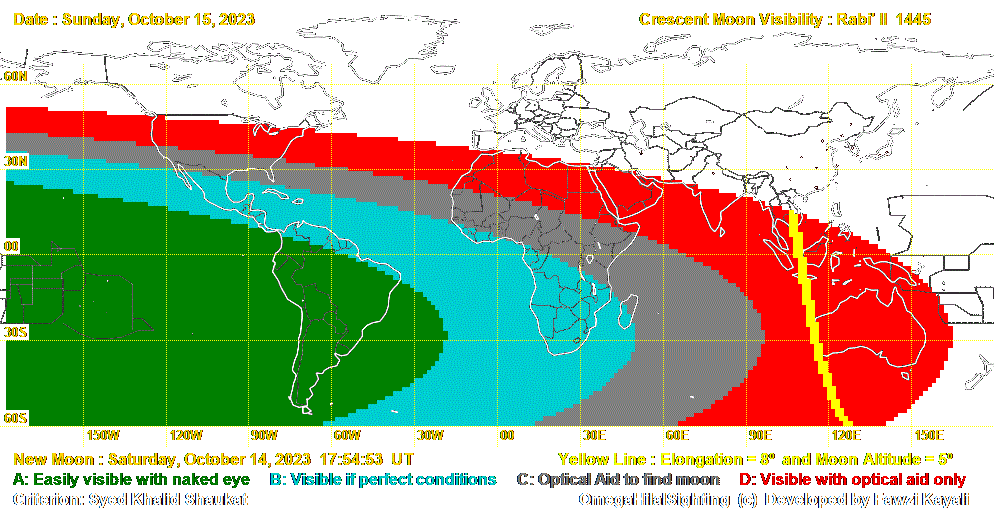 Date : Sunday, October 15, 2023 Crescent Moon Visibility : Rabi' II 1445
60N
30N
00
30S
60S
150W 120W 90W 60W 30W 00 30E 60E 90E 120E 150E
New Moon : Saturday, October 14, 2023 17:54:53 UT Yellow Line : Elongation = 8° and Moon Altitude = 5°
A: Easily visible with naked eye B: Visible if perfect conditions C: Optical Aid to find moon D: Visible with optical aid only
Criterion: Syed Khalid Shaukat OmegaHilalSighting (c) Developed by Fawzi Kayali